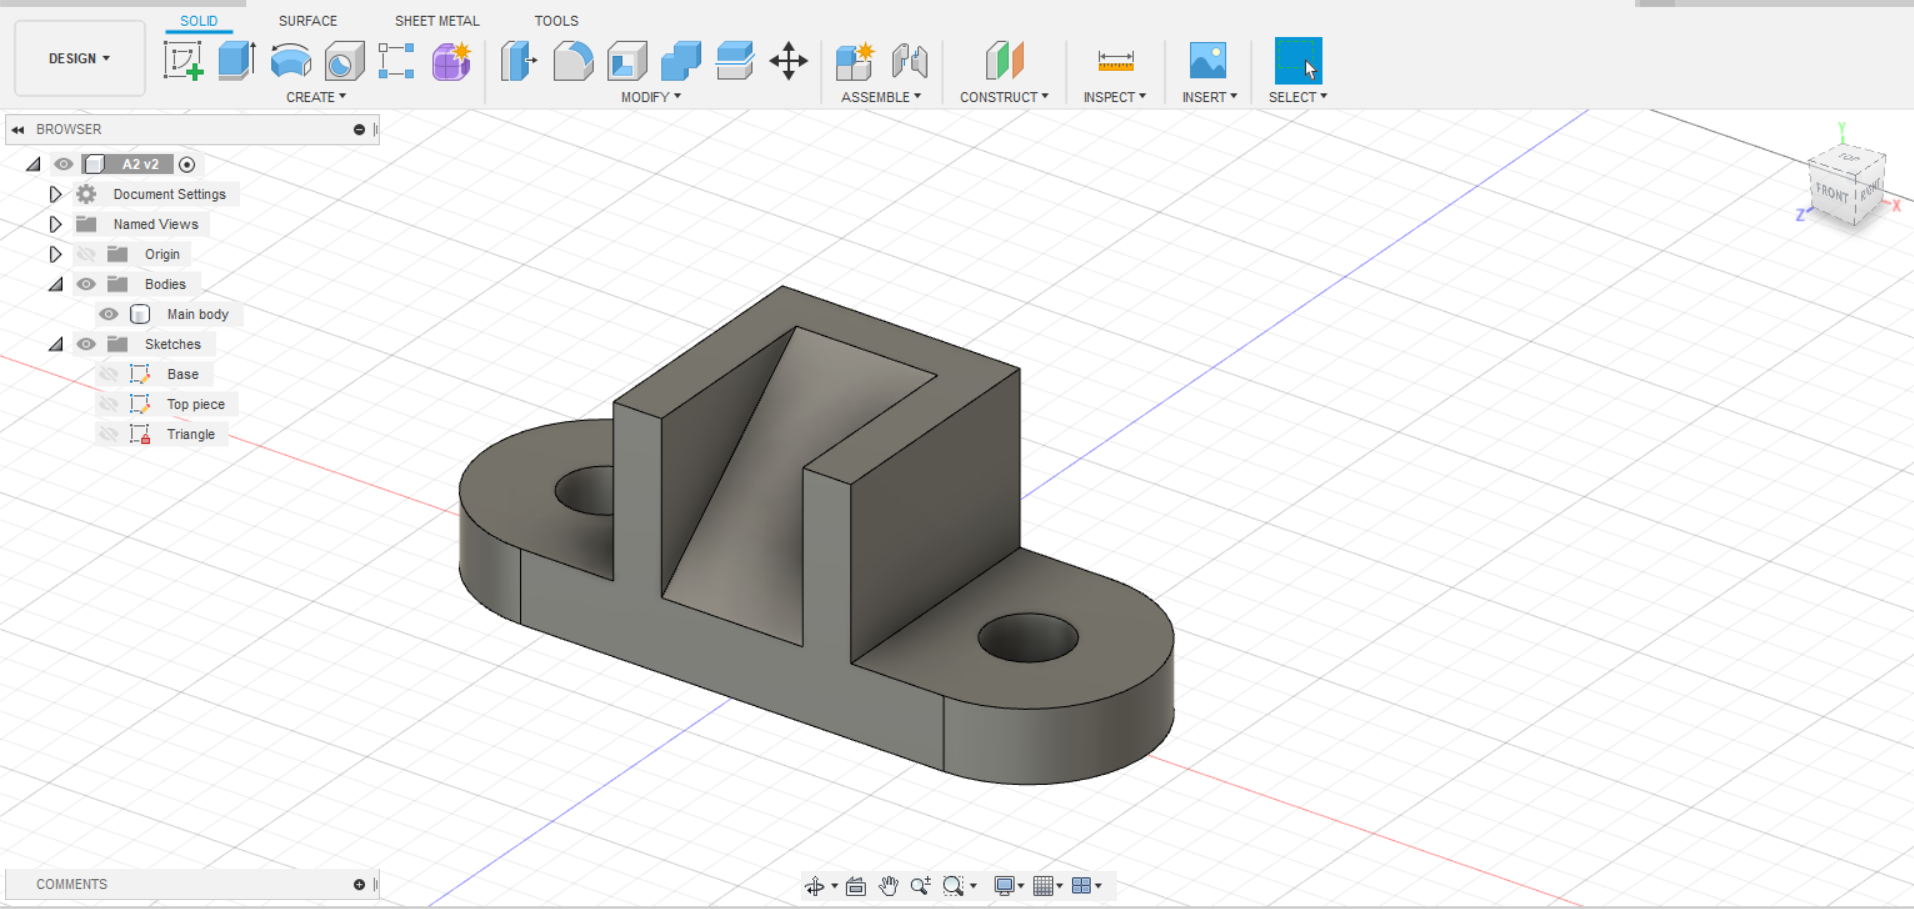 SOLID SURFACE SHEET METAL TOOLS
DESIGN
CREATE MODIFY ASSEMBLE CONSTRUCT INSPECT INSERT SELECT
BROWSER
A2 v2
Document Settings
Named Views
Origin
Bodies
Main body
Sketches
Base
Top piece
Triangle
Y
TOP
FRONT
RIGHT
Z
X
COMMENTS